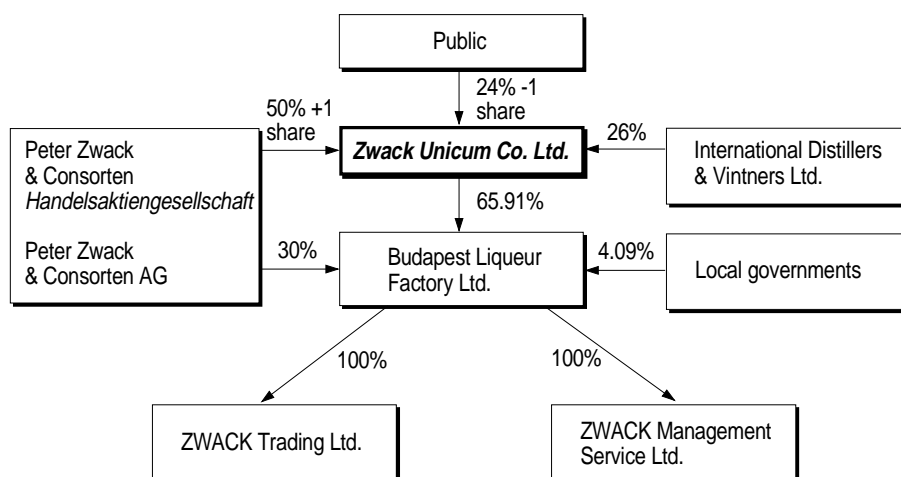 Public
24% -1
share
50% +1
share
Peter Zwack
& Consorten
Handelsaktiengesellschaft
Zwack Unicum Co. Ltd.
26%
International Distillers
& Vintners Ltd.
65.91%
Peter Zwack
& Consorten AG
30%
Budapest Liqueur
Factory Ltd.
4.09%
Local governments
100%
100%
ZWACK Trading Ltd.
ZWACK Management
Service Ltd.